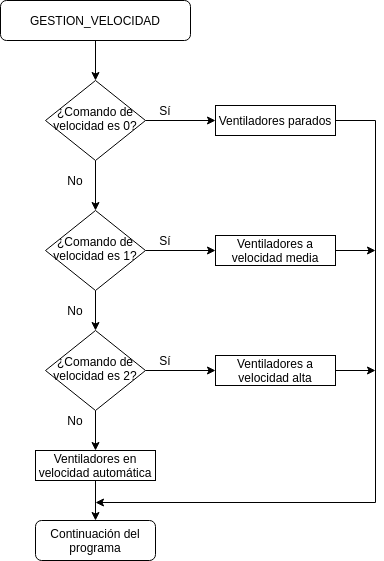 GESTION_VELOCIDAD
¿Comando de
velocidad es 0?
Sí
Ventiladores parados
No
¿Comando de
velocidad es 1?
Sí
Ventiladores a
velocidad media
No
¿Comando de
velocidad es 2?
Sí
Ventiladores a
velocidad alta
No
Ventiladores en
velocidad automática
Continuación del
programa